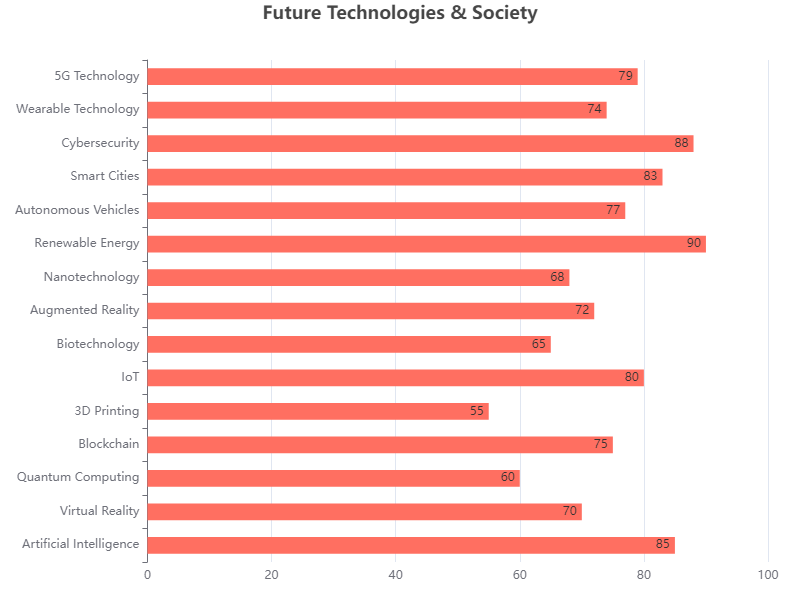 Future Technologies & Society
5G Technology 79
Wearable Technology 74
Cybersecurity 88
Smart Cities 83
Autonomous Vehicles 77
Renewable Energy 90
Nanotechnology 68
Augmented Reality 72
Biotechnology 65
IoT 80
3D Printing 55
Blockchain 75
Quantum Computing 60
Virtual Reality 70
Artificial Intelligence 85
0 20 40 60 80 100